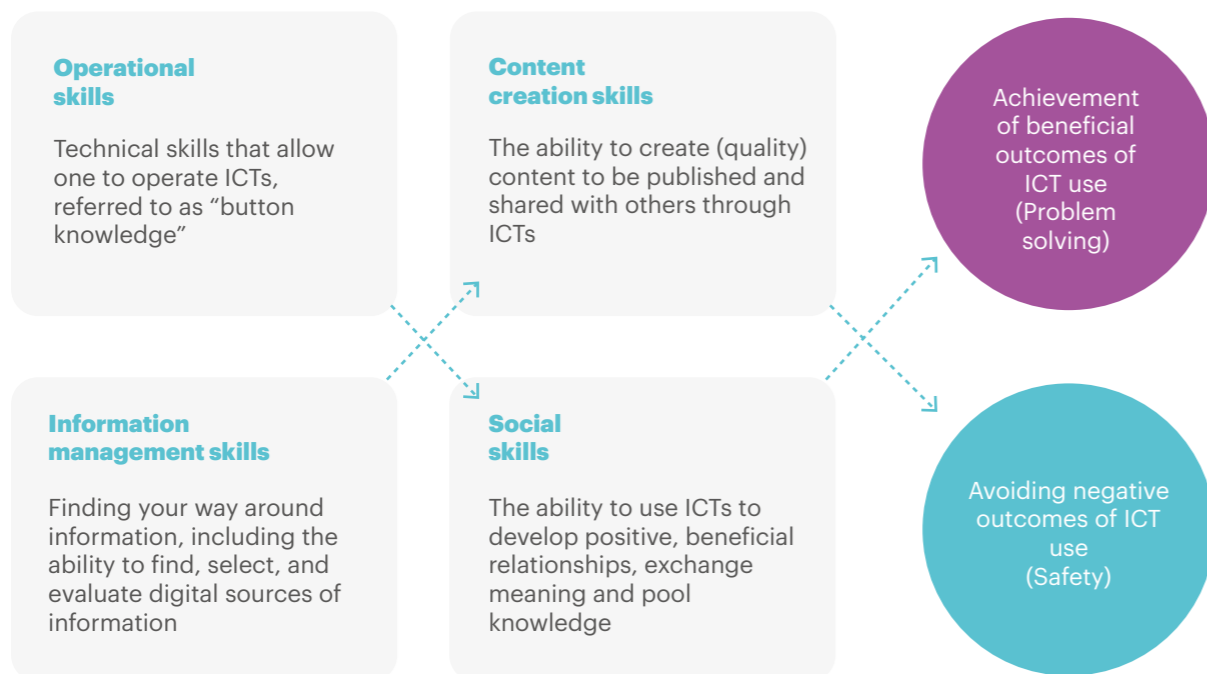 Operational
skills
Technical skills that allow
one to operate ICTs,
referred to as “button
knowledge”
Content
creation skills
The ability to create (quality)
content to be published and
shared with others through
ICTs
Achievement
of beneficial
outcomes of
ICT use
(Problem
solving)
Information
management skills
Finding your way around
information, including the
ability to find, select, and
evaluate digital sources of
information
Social
skills
The ability to use ICTs to
develop positive, beneficial
relationships, exchange
meaning and pool
knowledge
Avoiding negative
outcomes of ICT
use
(Safety)